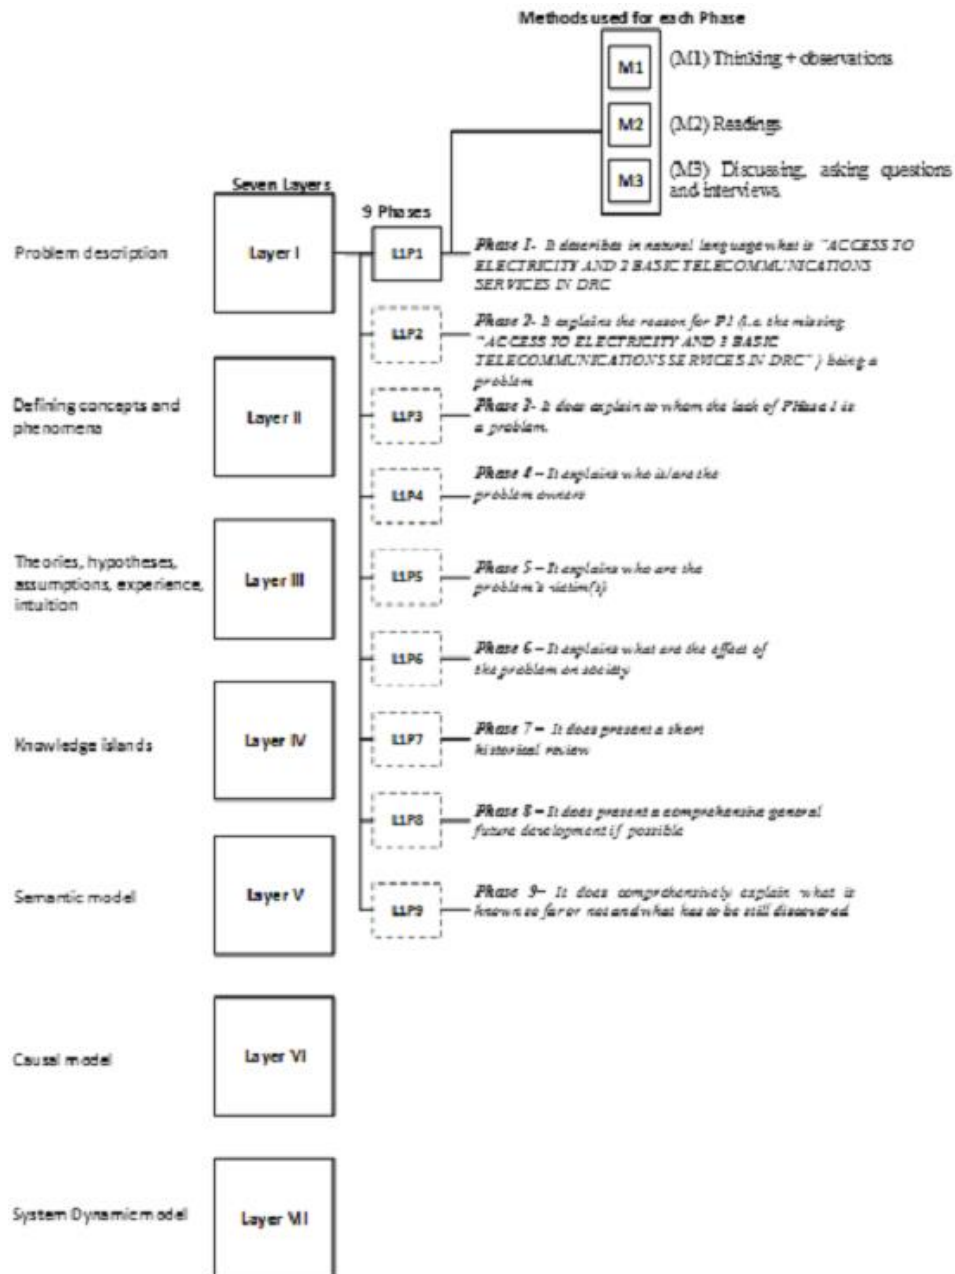 Methods used for each Phase
M1
(M1) Thinking + observations
M2
(M2) Readings
M3
(M3) Discussing, asking questions
and interviews.
Seven Layers
9 Phases
Problem description
Layer I
L1P1
Phase 1- It describes in natural language what is "ACCESS TO
ELECTRICITY AND 2 BASIC TELECOMMUNICATIONS
SERVICES IN DRC
L1P2
Phase 2- It explains the reason for P1 (i.e. the missing
"ACCESS TO ELECTRICITY AND 2 BASIC
TELECOMMUNICATIONS SERVICES IN DRC") being a
problem
Defining concepts and
phenomena
Layer II
L1P3
Phase 3- It does explain to whom the lack of PHase 1 is
a problem.
L1P4
Phase 4 – It explains who is/are the
problem owners
Theories, hypotheses,
assumptions, experience,
intuition
Layer III
L1P5
Phase 5 – It explains who are the
problem's victim(s)
L1P6
Phase 6 – It explains what are the effect of
the problem on society
Knowledge islands
Layer IV
L1P7
Phase 7 – It does present a short
historical review
L1P8
Phase 8 – It does present a comprehensive general
future development if possible
Semantic model
Layer V
L1P9
Phase 9– It does comprehensively explain what is
known so far or not and what has to be still discovered
Causal model
Layer VI
System Dynamic model
Layer VII